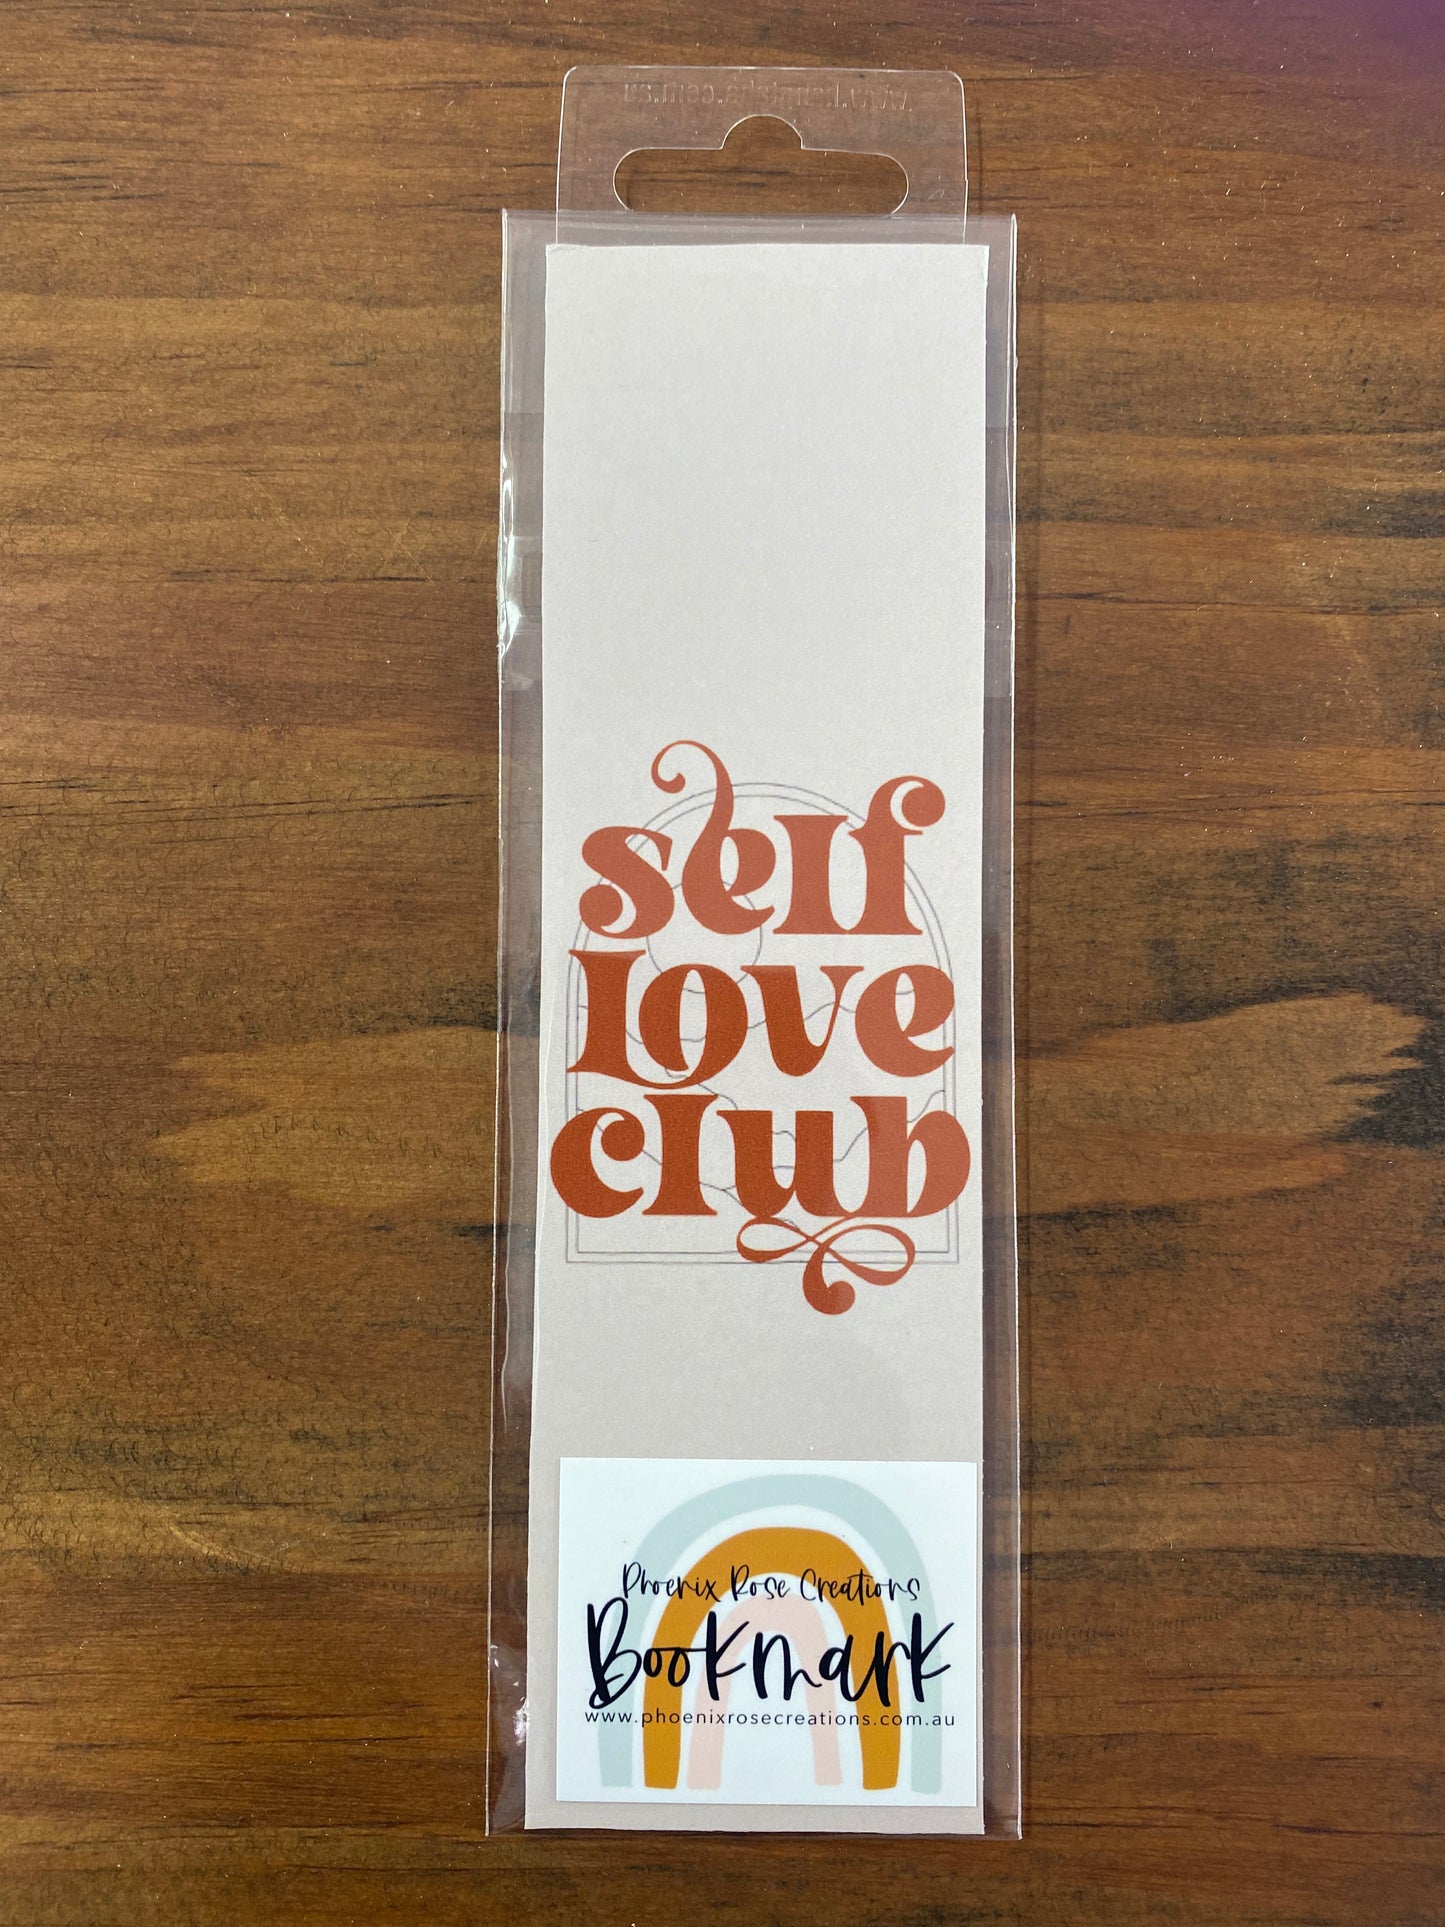 self
love
club
Phoenix Rose Creations
Bookmark
www.phoenixrosecreations.com.au